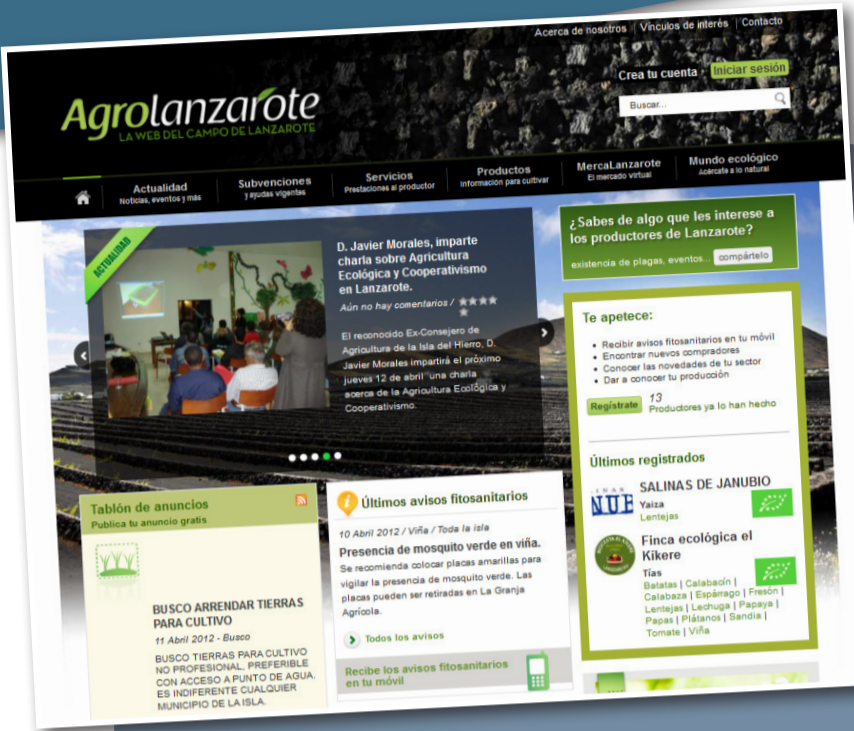 Acerca de nosotros | Vínculos de interés | Contacto
Crea tu cuenta Iniciar sesión
Buscar...
Agrolanzarote
LA WEB DEL CAMPO DE LANZAROTE
Actualidad
Noticias, eventos y más
Subvenciones
y ayudas vigentes
Servicios
Prestaciones al productor
Productos
Información para cultivar
MercaLanzarote
El mercado virtual
Mundo ecológico
Acércate a lo natural
ACTUALIDAD
D. Javier Morales, imparte
charla sobre Agricultura
Ecológica y Cooperativismo
en Lanzarote.
Aún no hay comentarios /
El reconocido Ex-Consejero de
Agricultura de la Isla del Hierro, D.
Javier Morales impartirá el próximo
jueves 12 de abril una charla
acerca de la Agricultura Ecológica y
Cooperativismo.
¿Sabes de algo que les interese a
los productores de Lanzarote?
existencia de plagas, eventos... compártelo
Te apetece:
• Recibir avisos fitosanitarios en tu móvil
• Encontrar nuevos compradores
• Conocer las novedades de tu sector
• Dar a conocer tu producción
Regístrate 13
Productores ya lo han hecho
Últimos registrados
SALINAS DE JANUBIO
Yaiza
Lentejas
Finca ecológica el
Kíkere
Tías
Batatas | Calabacín |
Calabaza | Espárrago | Fresón |
Lentejas | Lechuga | Papaya |
Papas | Plátanos | Sandía |
Tomate | Viña
Tablón de anuncios
Publica tu anuncio gratis
BUSCO ARRENDAR TIERRAS
PARA CULTIVO
11 Abril 2012 - Busco
BUSCO TIERRAS PARA CULTIVO
NO PROFESIONAL, PREFERIBLE
CON ACCESO A PUNTO DE AGUA.
ES INDIFERENTE CUALQUIER
MUNICIPIO DE LA ISLA.
Últimos avisos fitosanitarios
10 Abril 2012 / Viña / Toda la isla
Presencia de mosquito verde en viña.
Se recomienda colocar placas amarillas para
vigilar la presencia de mosquito verde. Las
placas pueden ser retiradas en La Granja
Agrícola.
Todos los avisos
Recibe los avisos fitosanitarios
en tu móvil